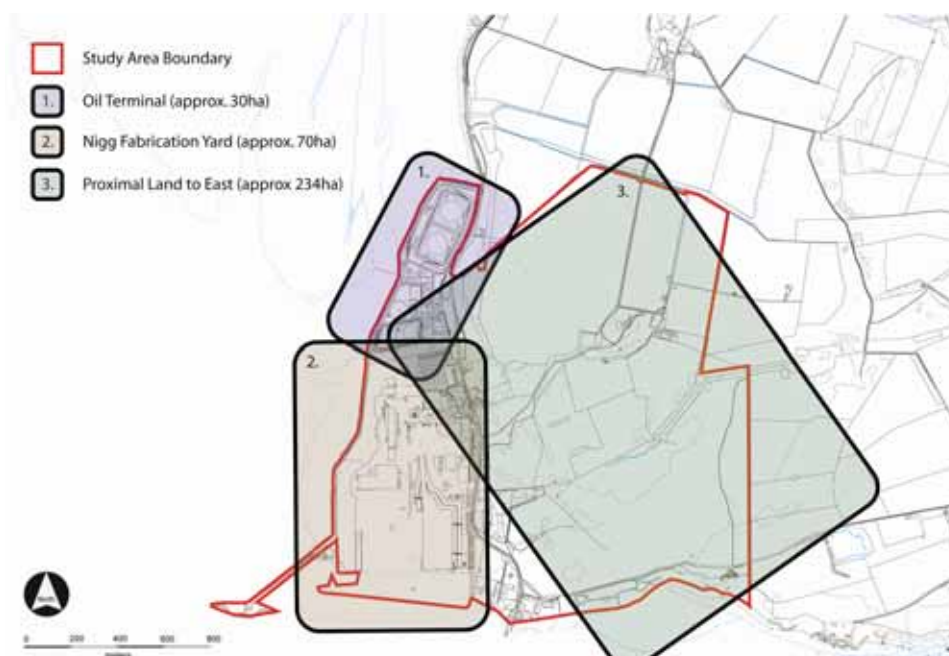 Study Area Boundary
1. Oil Terminal (approx. 30ha)
2. Nigg Fabrication Yard (approx. 70ha)
3. Proximal Land to East (approx 234ha)
1.
3.
2.
North
0 200 400 600 800